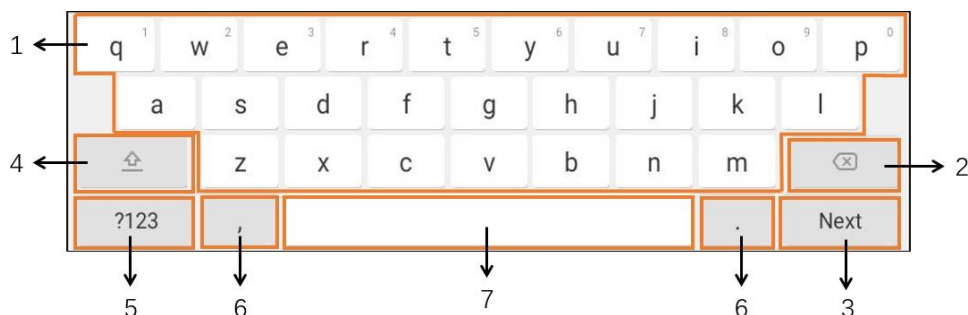 1 q 1 w 2 e 3 r 4 t 5 y 6 u 7 i 8 o 9 p 0
a s d f g h j k l
4 z x c v b n m 2
?123 , . Next
5 6 7 6 3